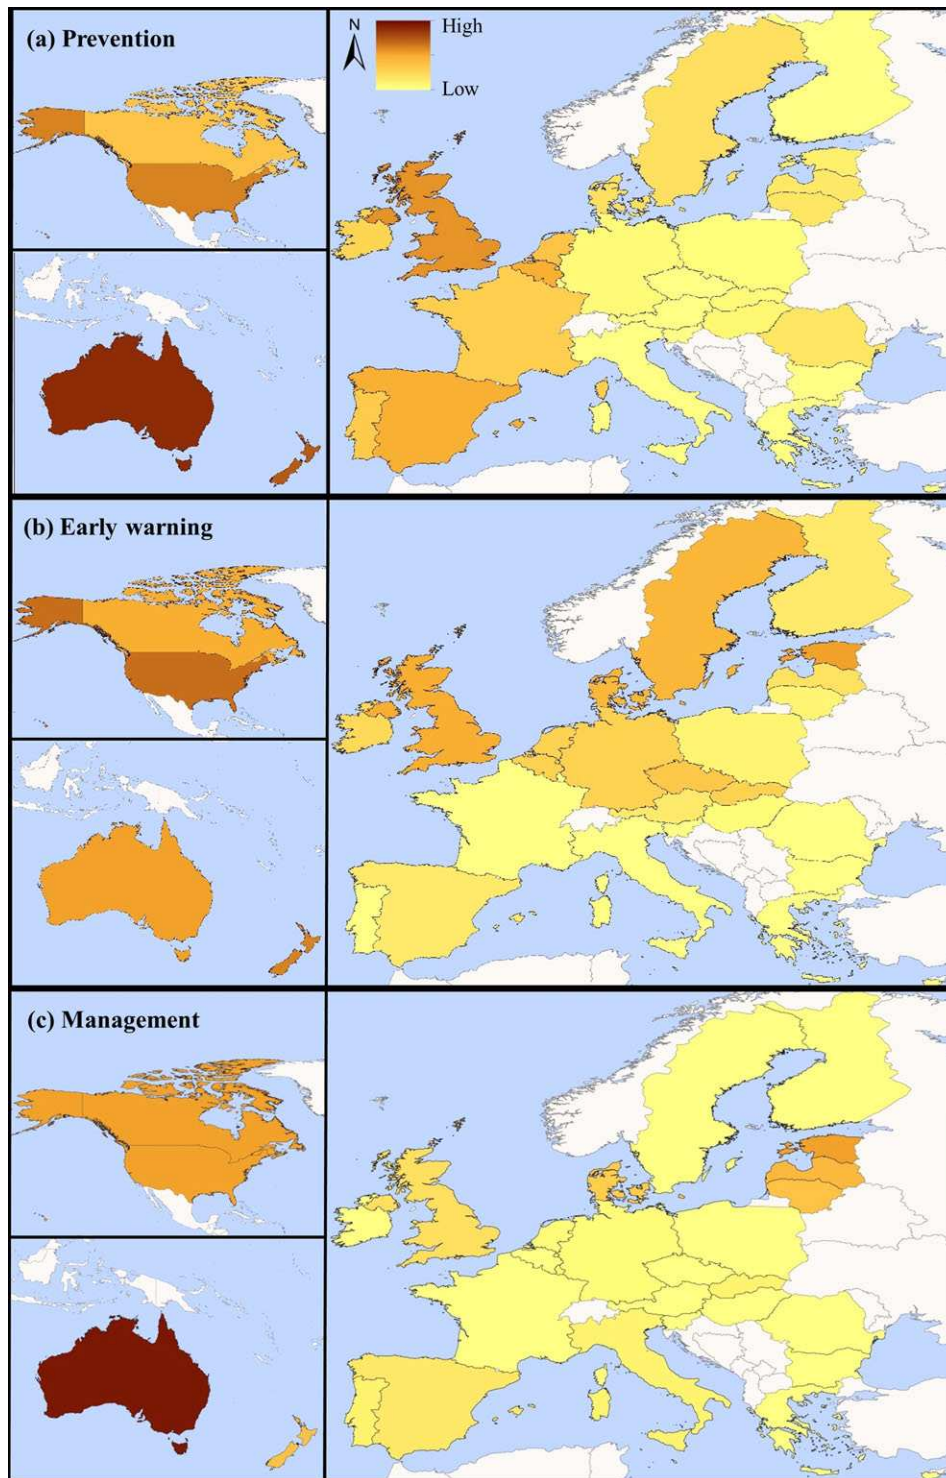 (a) Prevention
N
High
Low
(b) Early warning
(c) Management